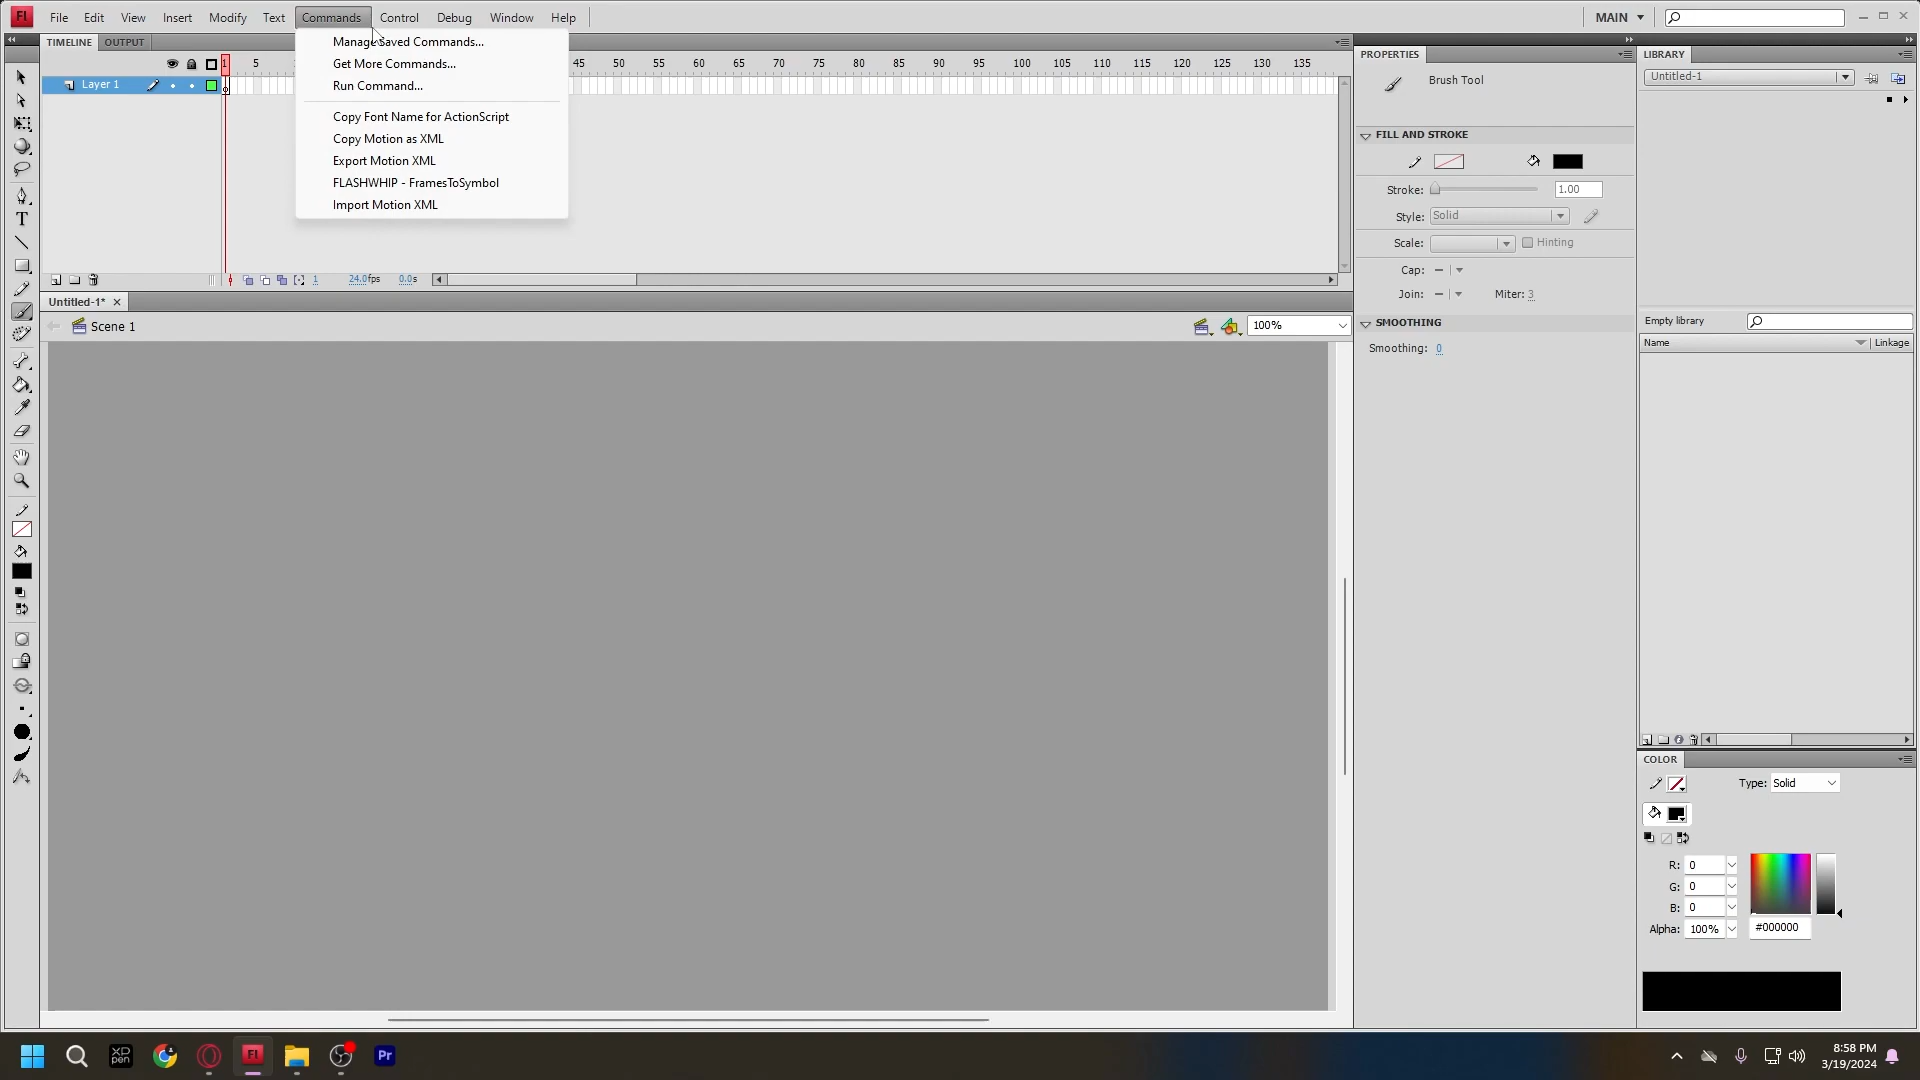 Fl File Edit View Insert Modify Text Commands Control Debug Window Help MAIN
TIMELINE OUTPUT
Manage Saved Commands...
Get More Commands...
Run Command...
Copy Font Name for ActionScript
Copy Motion as XML
Export Motion XML
FLASHWHIP - FramesToSymbol
Import Motion XML
1 5 45 50 55 60 65 70 75 80 85 90 95 100 105 110 115 120 125 130 135
Layer 1
1 24.0fps 0.0s
Untitled-1*
Scene 1
100%
PROPERTIES
Brush Tool
FILL AND STROKE
Stroke: 1.00
Style: Solid
Scale: Hinting
Cap:
Join: Miter: 3
SMOOTHING
Smoothing: 0
LIBRARY
Untitled-1
Empty library
Name Linkage
COLOR
Type: Solid
R: 0
G: 0
B: 0
Alpha: 100% #000000
XP
pen
Fl
Pr
8:58 PM
3/19/2024